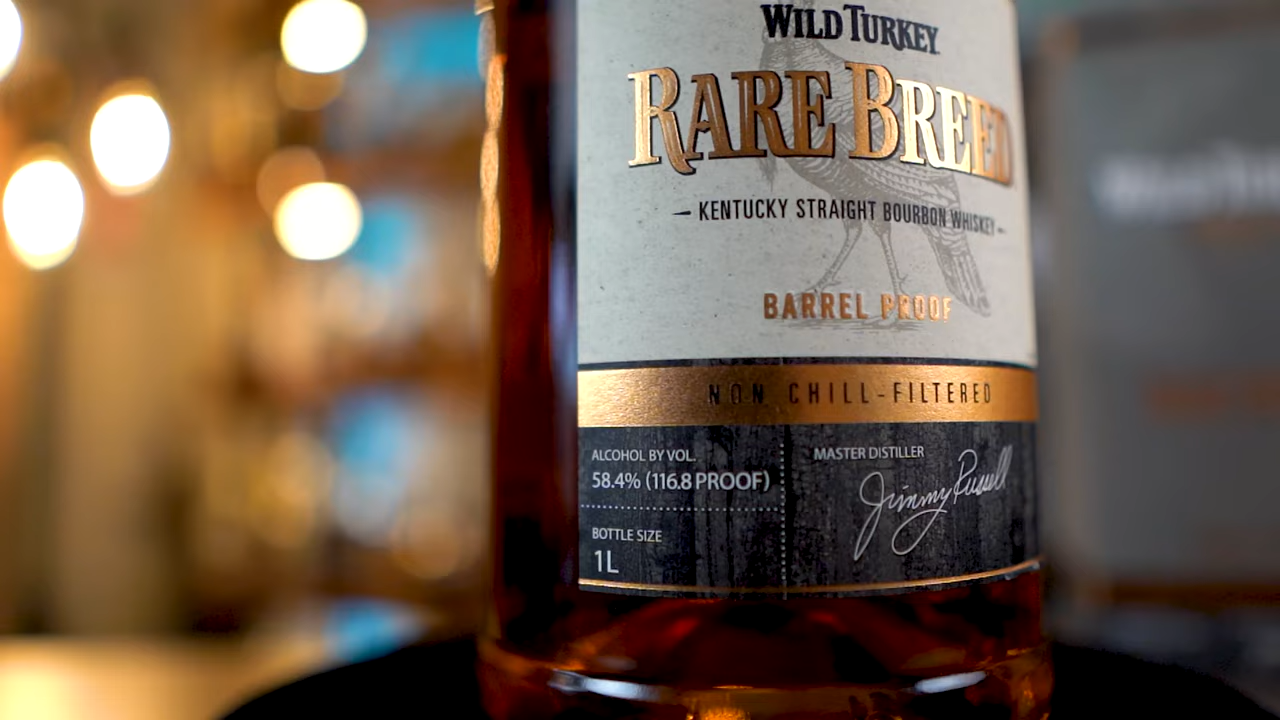 WILD TURKEY
RARE BREED
KENTUCKY STRAIGHT BOURBON WHISKEY
BARREL PROOF
NON CHILL-FILTERED
ALCOHOL BY VOL.
58.4% (116.8 PROOF)
BOTTLE SIZE
1L
MASTER DISTILLER
Jimmy Russell